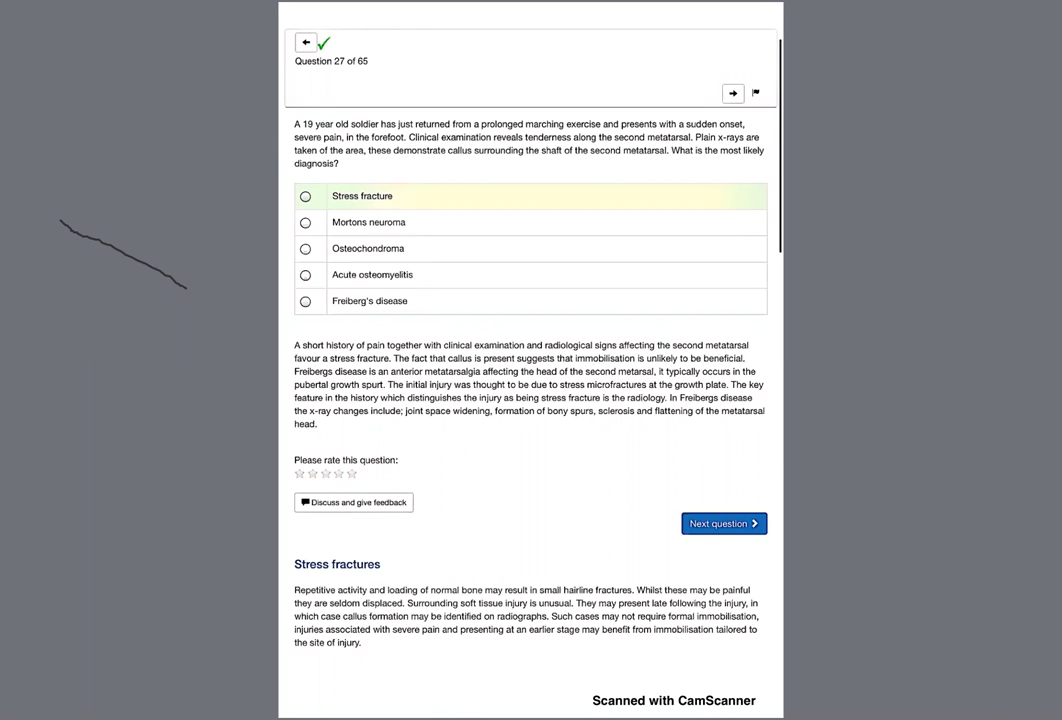 Question 27 of 65
A 19 year old soldier has just returned from a prolonged marching exercise and presents with a sudden onset,
severe pain, in the forefoot. Clinical examination reveals tenderness along the second metatarsal. Plain x-rays are
taken of the area, these demonstrate callus surrounding the shaft of the second metatarsal. What is the most likely
diagnosis?
Stress fracture
Mortons neuroma
Osteochondroma
Acute osteomyelitis
Freiberg's disease
A short history of pain together with clinical examination and radiological signs affecting the second metatarsal
favour a stress fracture. The fact that callus is present suggests that immobilisation is unlikely to be beneficial.
Freibergs disease is an anterior metatarsalgia affecting the head of the second metarsal, it typically occurs in the
pubertal growth spurt. The initial injury was thought to be due to stress microfractures at the growth plate. The key
feature in the history which distinguishes the injury as being stress fracture is the radiology. In Freibergs disease
the x-ray changes include; joint space widening, formation of bony spurs, sclerosis and flattening of the metatarsal
head.
Please rate this question:
Discuss and give feedback
Next question
Stress fractures
Repetitive activity and loading of normal bone may result in small hairline fractures. Whilst these may be painful
they are seldom displaced. Surrounding soft tissue injury is unusual. They may present late following the injury, in
which case callus formation may be identified on radiographs. Such cases may not require formal immobilisation,
injuries associated with severe pain and presenting at an earlier stage may benefit from immobilisation tailored to
the site of injury.
Scanned with CamScanner